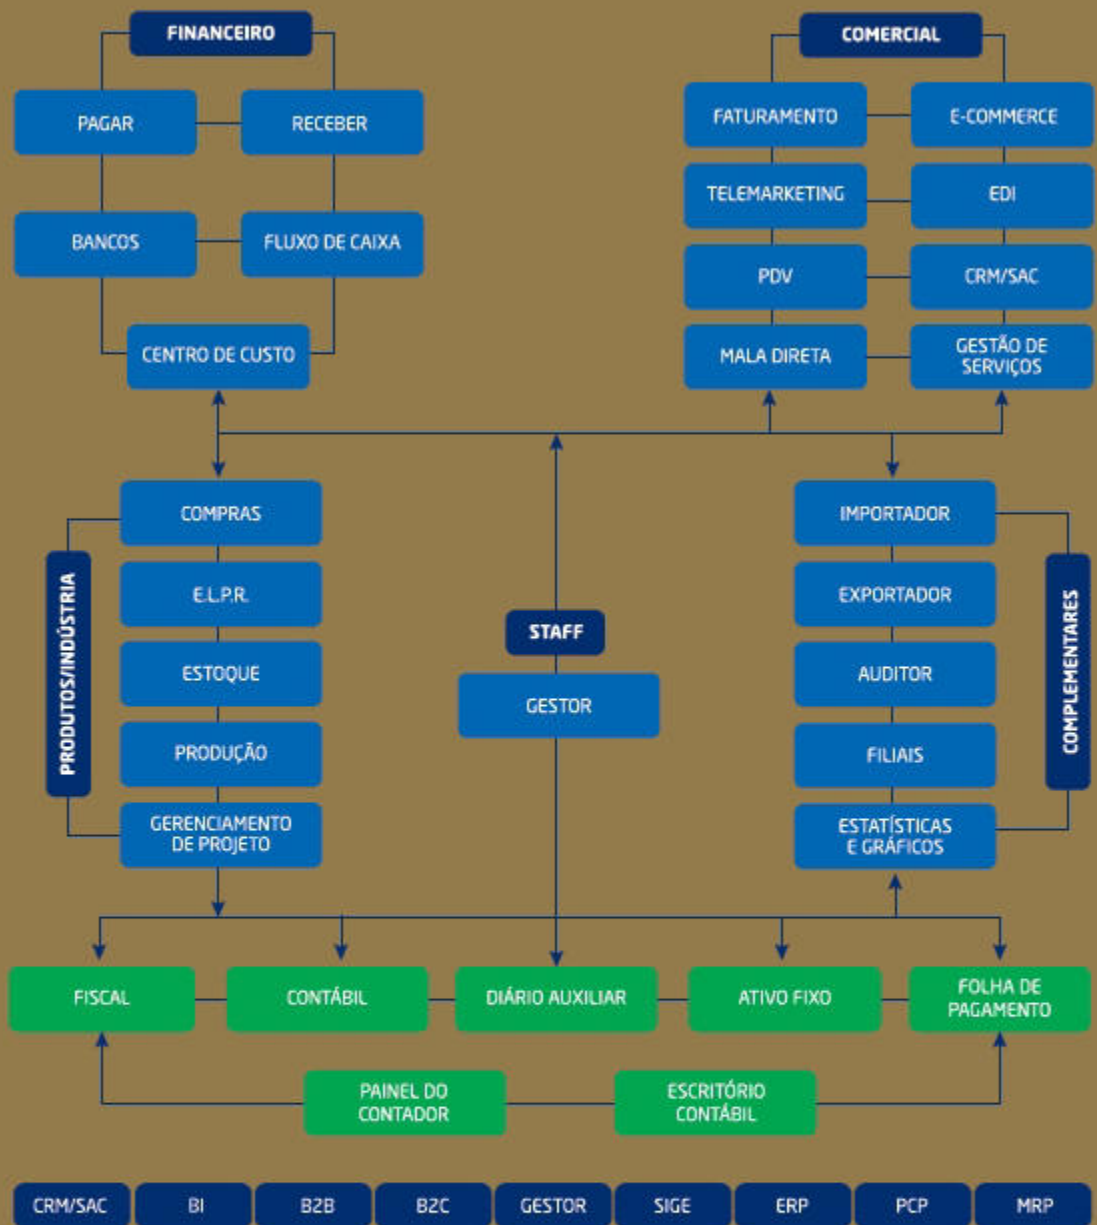 FINANCEIRO
PAGAR
RECEBER
BANCOS
FLUXO DE CAIXA
CENTRO DE CUSTO
COMERCIAL
FATURAMENTO
E-COMMERCE
TELEMARKETING
EDI
PDV
CRM/SAC
MALA DIRETA
GESTÃO DE
SERVIÇOS
PRODUTOS/INDÚSTRIA
COMPRAS
E.L.P.R.
ESTOQUE
PRODUÇÃO
GERENCIAMENTO
DE PROJETO
STAFF
GESTOR
IMPORTADOR
EXPORTADOR
AUDITOR
FILIAIS
ESTATÍSTICAS
E GRÁFICOS
COMPLEMENTARES
FISCAL
CONTÁBIL
DIÁRIO AUXILIAR
ATIVO FIXO
FOLHA DE
PAGAMENTO
PAINEL DO
CONTADOR
ESCRITÓRIO
CONTÁBIL
CRM/SAC
BI
B2B
B2C
GESTOR
SIGE
ERP
PCP
MRP